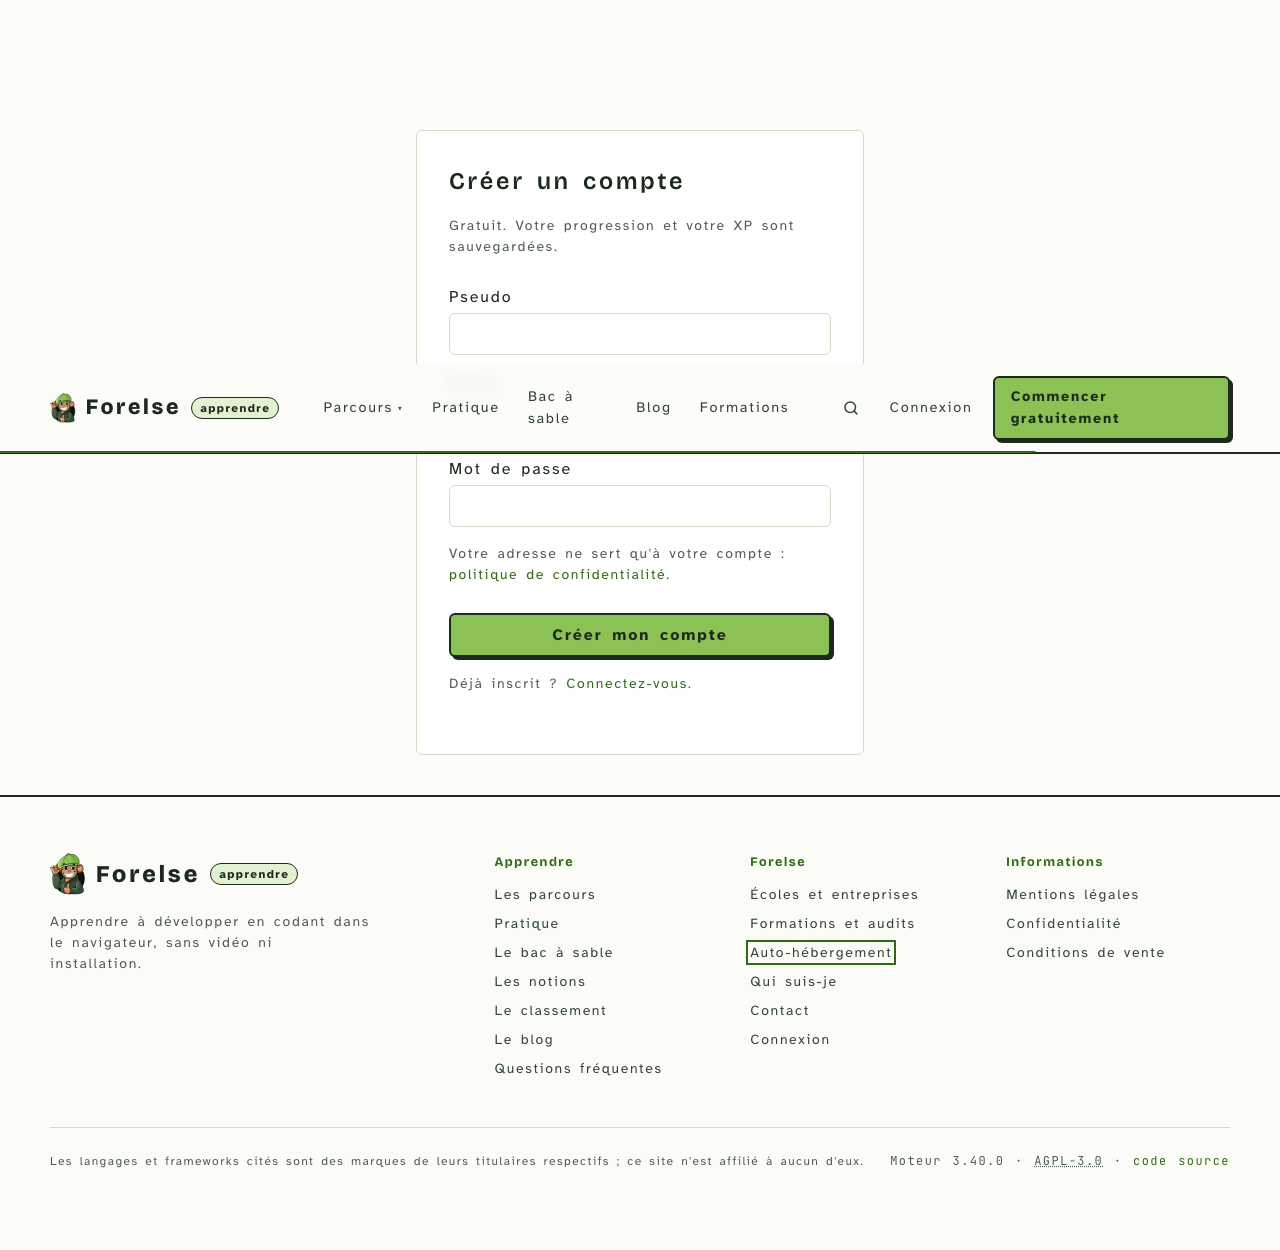 Créer un compte
Gratuit. Votre progression et votre XP sont
sauvegardées.
Pseudo
Forelse apprendre Parcours ▾ Pratique Bac à sable Blog Formations Connexion Commencer gratuitement
Mot de passe
Votre adresse ne sert qu'à votre compte :
politique de confidentialité.
Créer mon compte
Déjà inscrit ? Connectez-vous.
Forelse apprendre
Apprendre à développer en codant dans
le navigateur, sans vidéo ni
installation.
Apprendre
Les parcours
Pratique
Le bac à sable
Les notions
Le classement
Le blog
Questions fréquentes
Forelse
Écoles et entreprises
Formations et audits
Auto-hébergement
Qui suis-je
Contact
Connexion
Informations
Mentions légales
Confidentialité
Conditions de vente
Les langages et frameworks cités sont des marques de leurs titulaires respectifs ; ce site n'est affilié à aucun d'eux.
Moteur 3.40.0 · AGPL-3.0 · code source